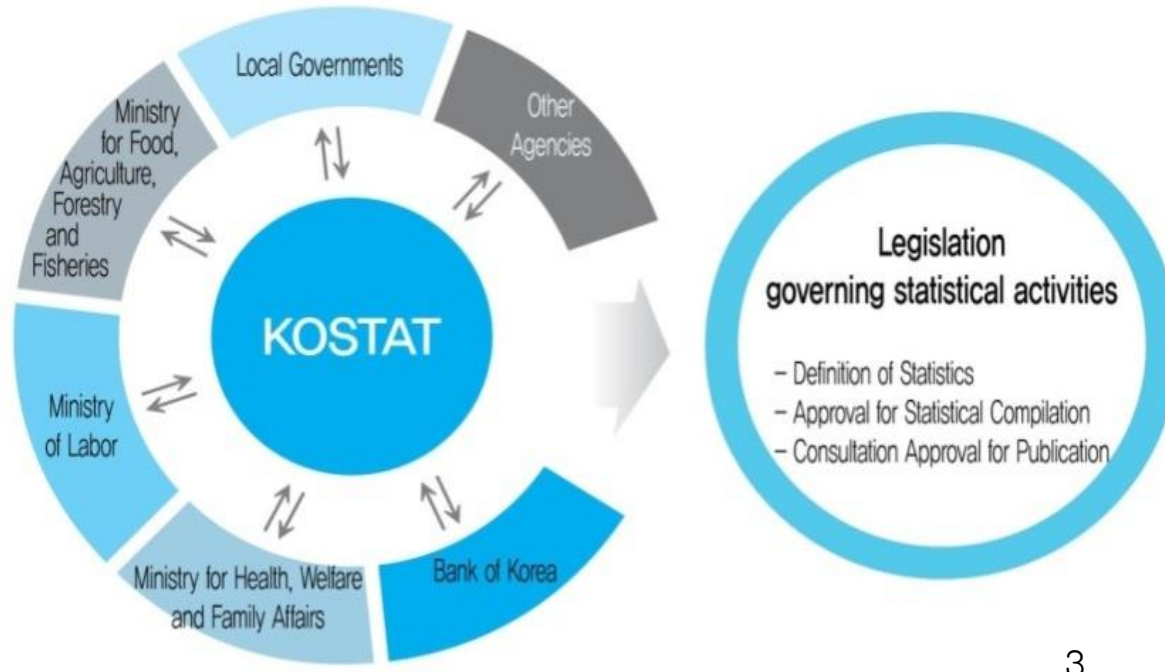 Local Governments
Other
Agencies
Ministry
for Food,
Agriculture,
Forestry
and
Fisheries
KOSTAT
Ministry
of Labor
Ministry for Health, Welfare
and Family Affairs
Bank of Korea
Legislation
governing statistical activities
– Definition of Statistics
– Approval for Statistical Compilation
– Consultation Approval for Publication
3